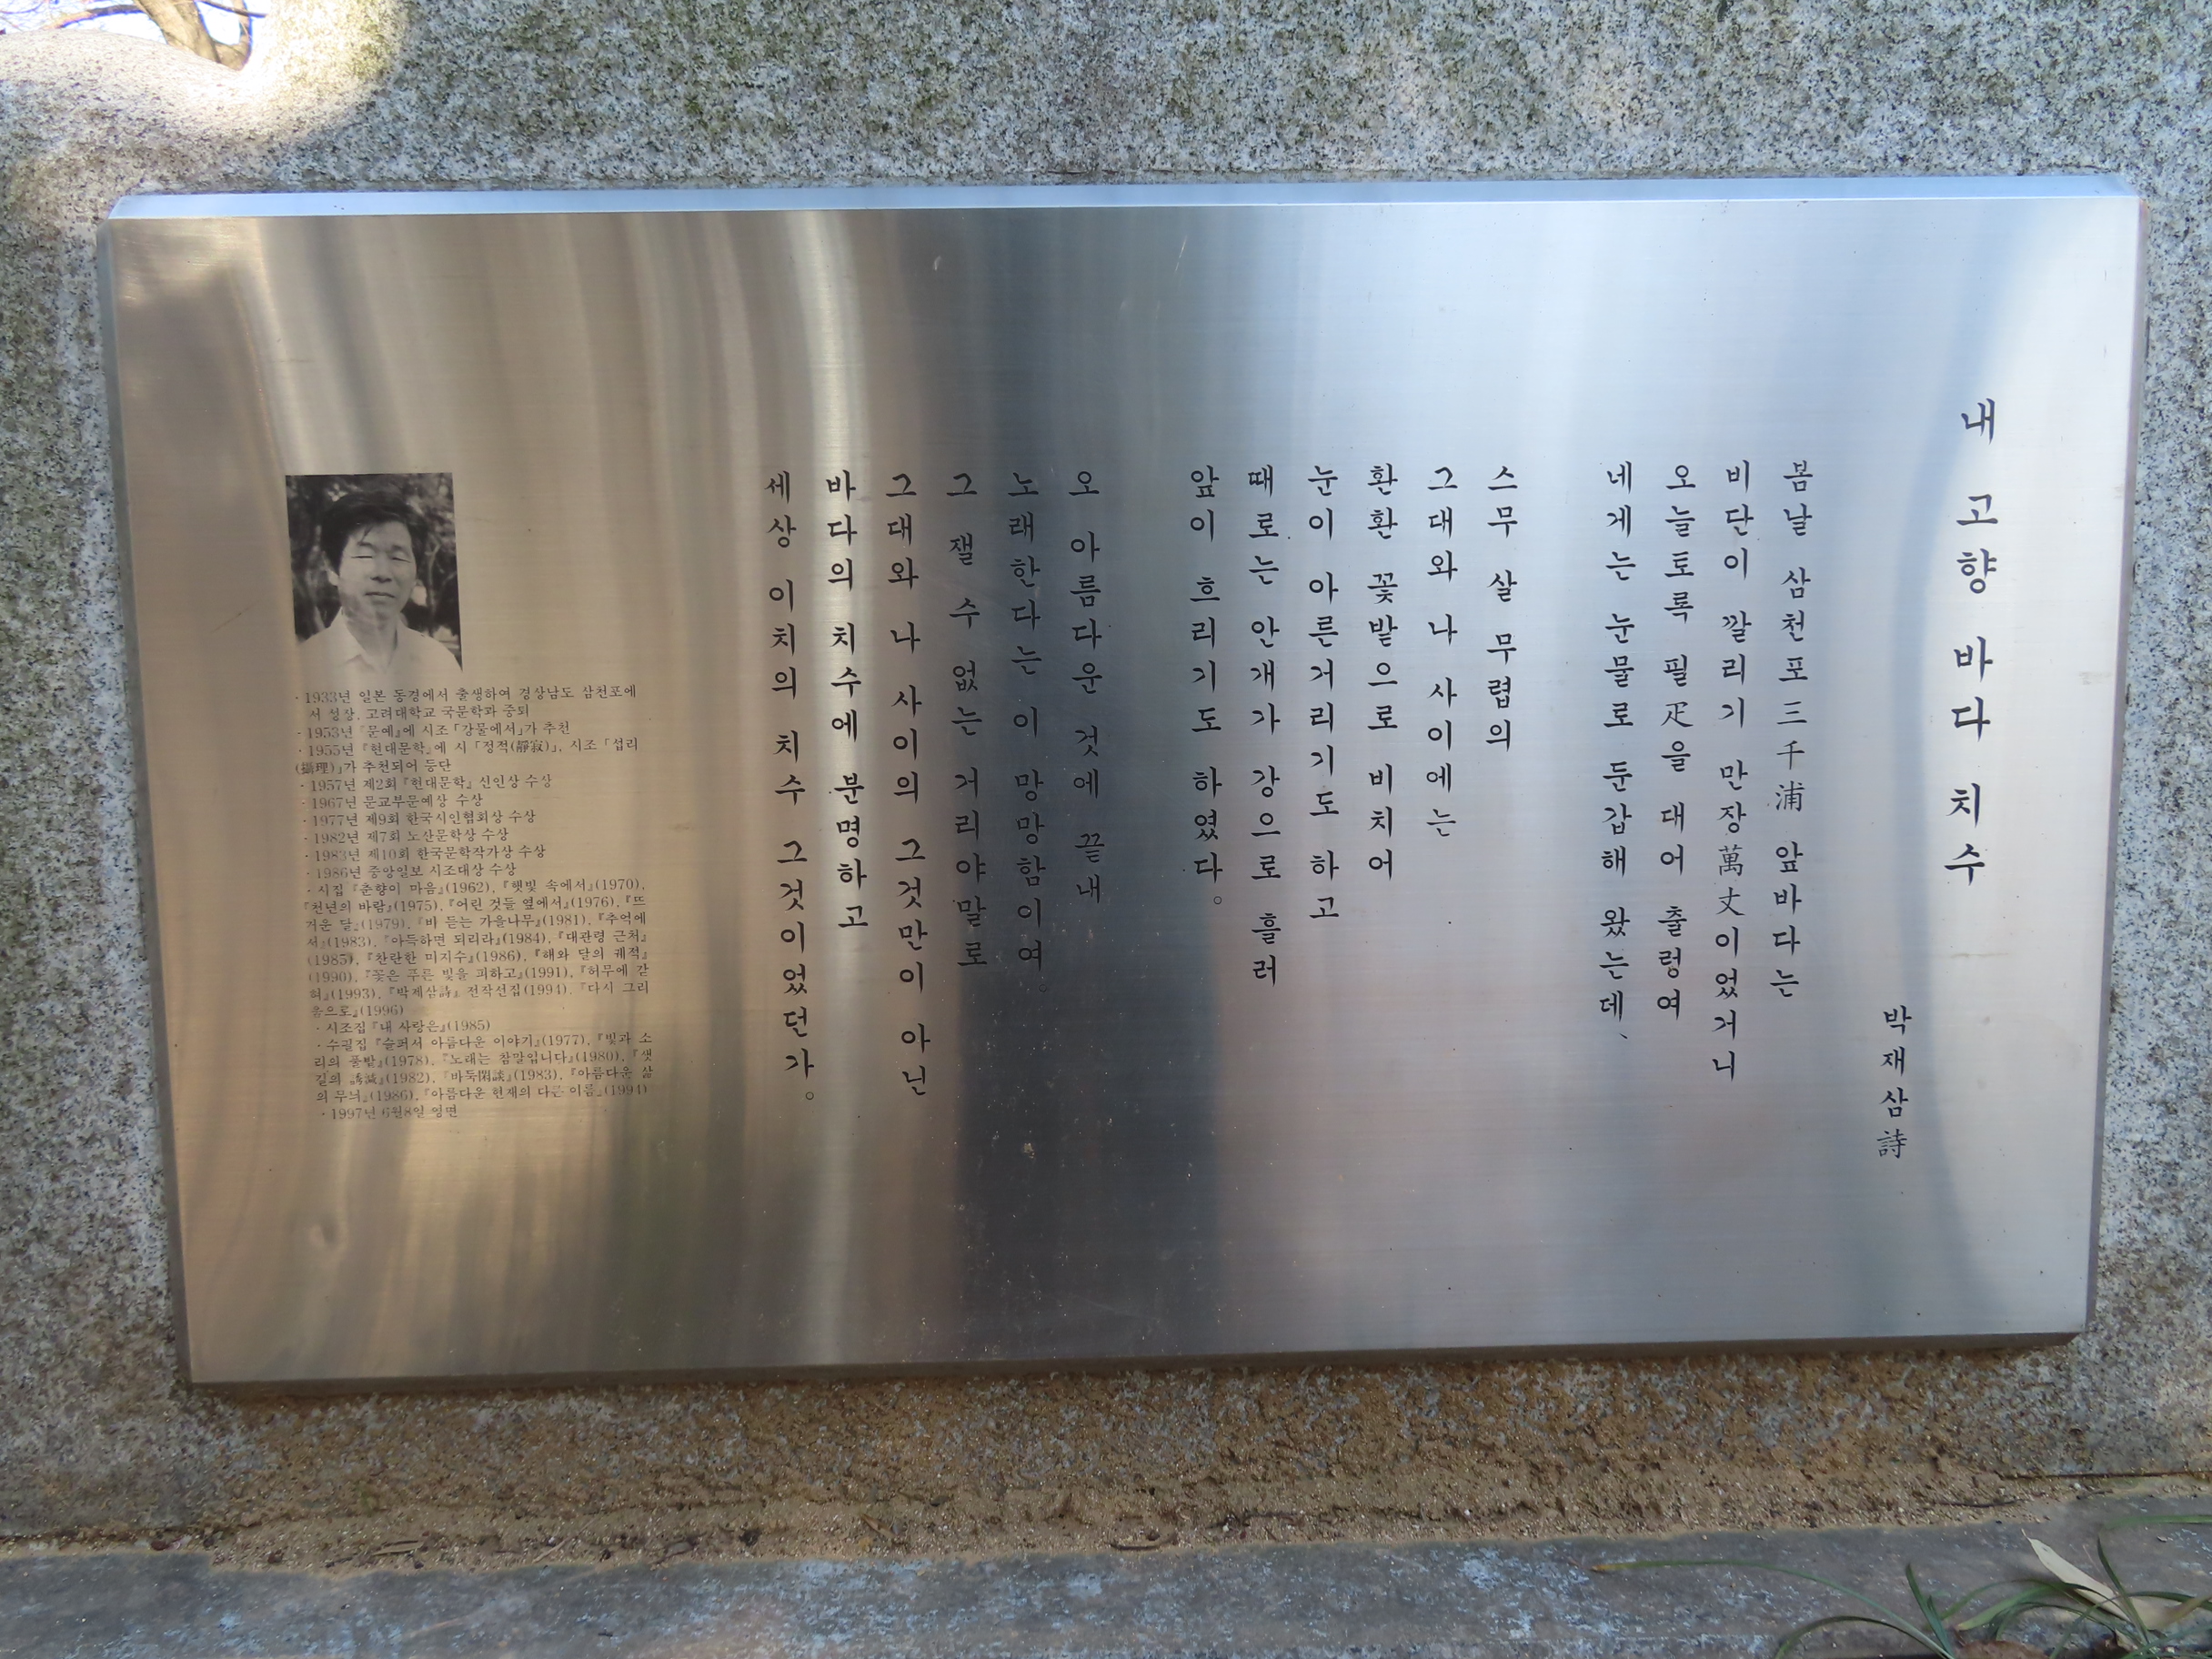 내 고향 바다 치수
박재삼 詩
봄날 삼천포三千浦 앞바다는
비단이 깔리기 만장萬丈이었거니
오늘토록 필疋을 대어 출렁여
네게는 눈물로 둔갑해 왔는데、
스무 살 무렵의
그대와 나 사이에는
환환 꽃밭으로 비치어
눈이 아른거리기도 하고
때로는 안개가 강으로 흘러
앞이 흐리기도 하였다。
오 아름다운 것에 끝내
노래한다는 이 망망함이여。
그 잴 수 없는 거리야말로
그대와 나 사이의 그것만이 아닌
바다의 치수에 분명하고
세상 이치의 치수 그것이었던가。
· 1933년 일본 동경에서 출생하여 경상남도 삼천포에
서 성장. 고려대학교 국문학과 중퇴
· 1953년 『문예』에 시조 「강물에서」가 추천
· 1955년 『현대문학』에 시 「정적(靜寂)」, 시조 「섭리
(攝理)」가 추천되어 등단
· 1957년 제2회 『현대문학』 신인상 수상
· 1967년 문교부문예상 수상
· 1977년 제9회 한국시인협회상 수상
· 1982년 제7회 노산문학상 수상
· 1983년 제10회 한국문학작가상 수상
· 1986년 중앙일보 시조대상 수상
· 시집 『춘향이 마음』(1962), 『햇빛 속에서』(1970),
『천년의 바람』(1975), 『어린 것들 옆에서』(1976), 『뜨
거운 달』(1979), 『비 듣는 가을나무』(1981), 『추억에
서』(1983), 『아득하면 되리라』(1984), 『대관령 근처』
(1985), 『찬란한 미지수』(1986), 『해와 달의 궤적』
(1990), 『꽃은 푸른 빛을 피하고』(1991), 『허무에 갇
혀』(1993), 『박재삼詩』 전작선집(1994). 『다시 그리
움으로』(1996)
· 시조집 『내 사랑은』(1985)
· 수필집 『슬퍼서 아름다운 이야기』(1977), 『빛과 소
리의 풀밭』(1978), 『노래는 참말입니다』(1980), 『샛
길의 (1982), 『바둑閑談』(1983), 『아름다운 삶
의 무늬』(1986), 『아름다운 현재의 다른 이름』(1994)
· 1997년 6월8일 영면